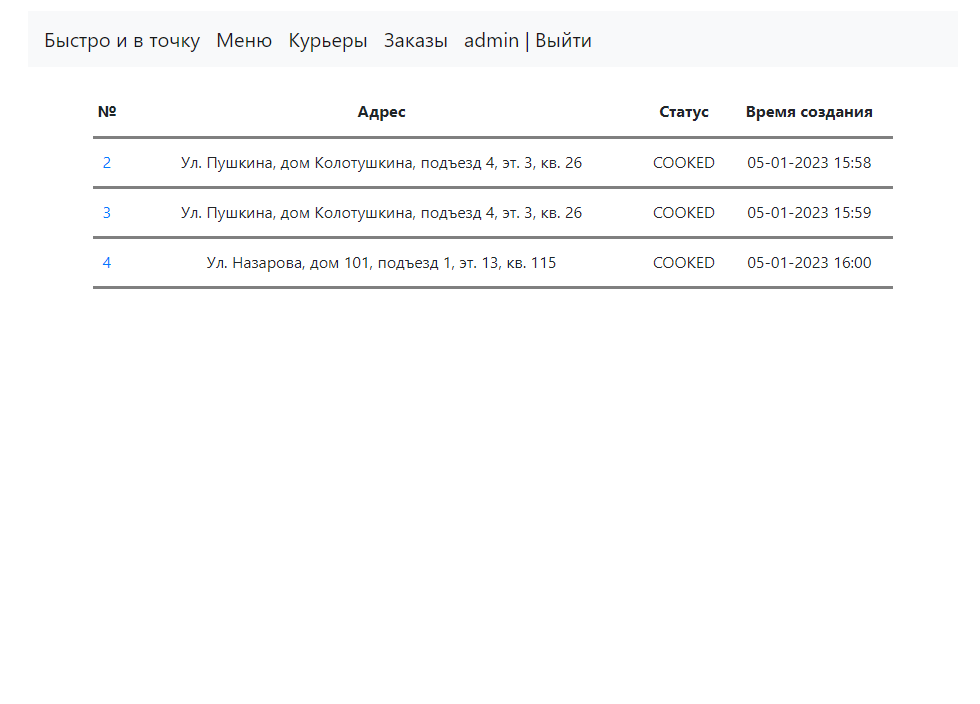 Быстро и в точку Меню Курьеры Заказы admin | Выйти
№ Адрес Статус Время создания
2 Ул. Пушкина, дом Колотушкина, подъезд 4, эт. 3, кв. 26 COOKED 05-01-2023 15:58
3 Ул. Пушкина, дом Колотушкина, подъезд 4, эт. 3, кв. 26 COOKED 05-01-2023 15:59
4 Ул. Назарова, дом 101, подъезд 1, эт. 13, кв. 115 COOKED 05-01-2023 16:00